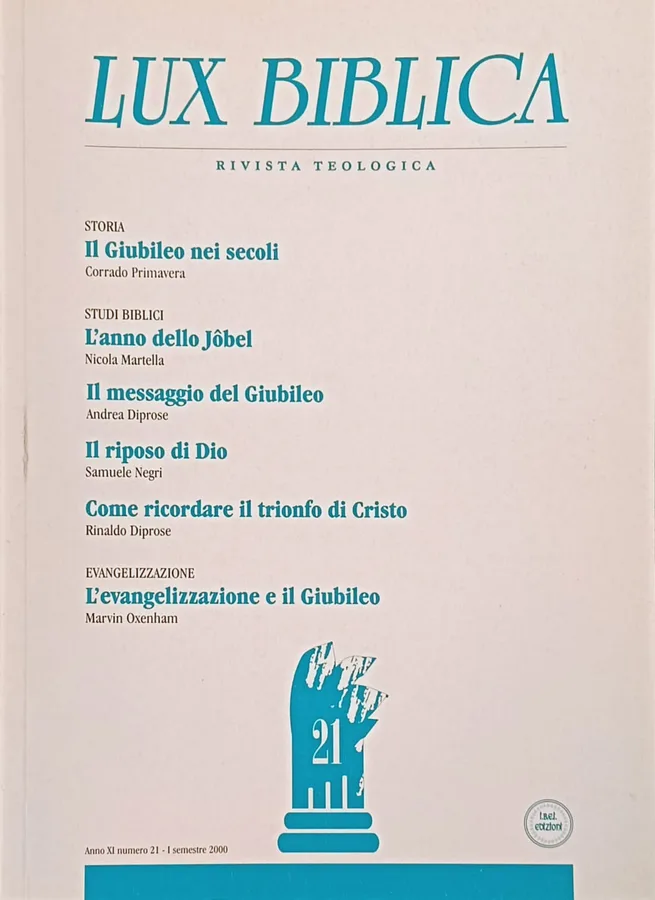 LUX BIBLICA
RIVISTA TEOLOGICA
STORIA
Il Giubileo nei secoli
Corrado Primavera
STUDI BIBLICI
L'anno dello Jôbel
Nicola Martella
Il messaggio del Giubileo
Andrea Diprose
Il riposo di Dio
Samuele Negri
Come ricordare il trionfo di Cristo
Rinaldo Diprose
EVANGELIZZAZIONE
L'evangelizzazione e il Giubileo
Marvin Oxenham
21
I.B.E.I.
edizioni
Anno XI numero 21 - I semestre 2000